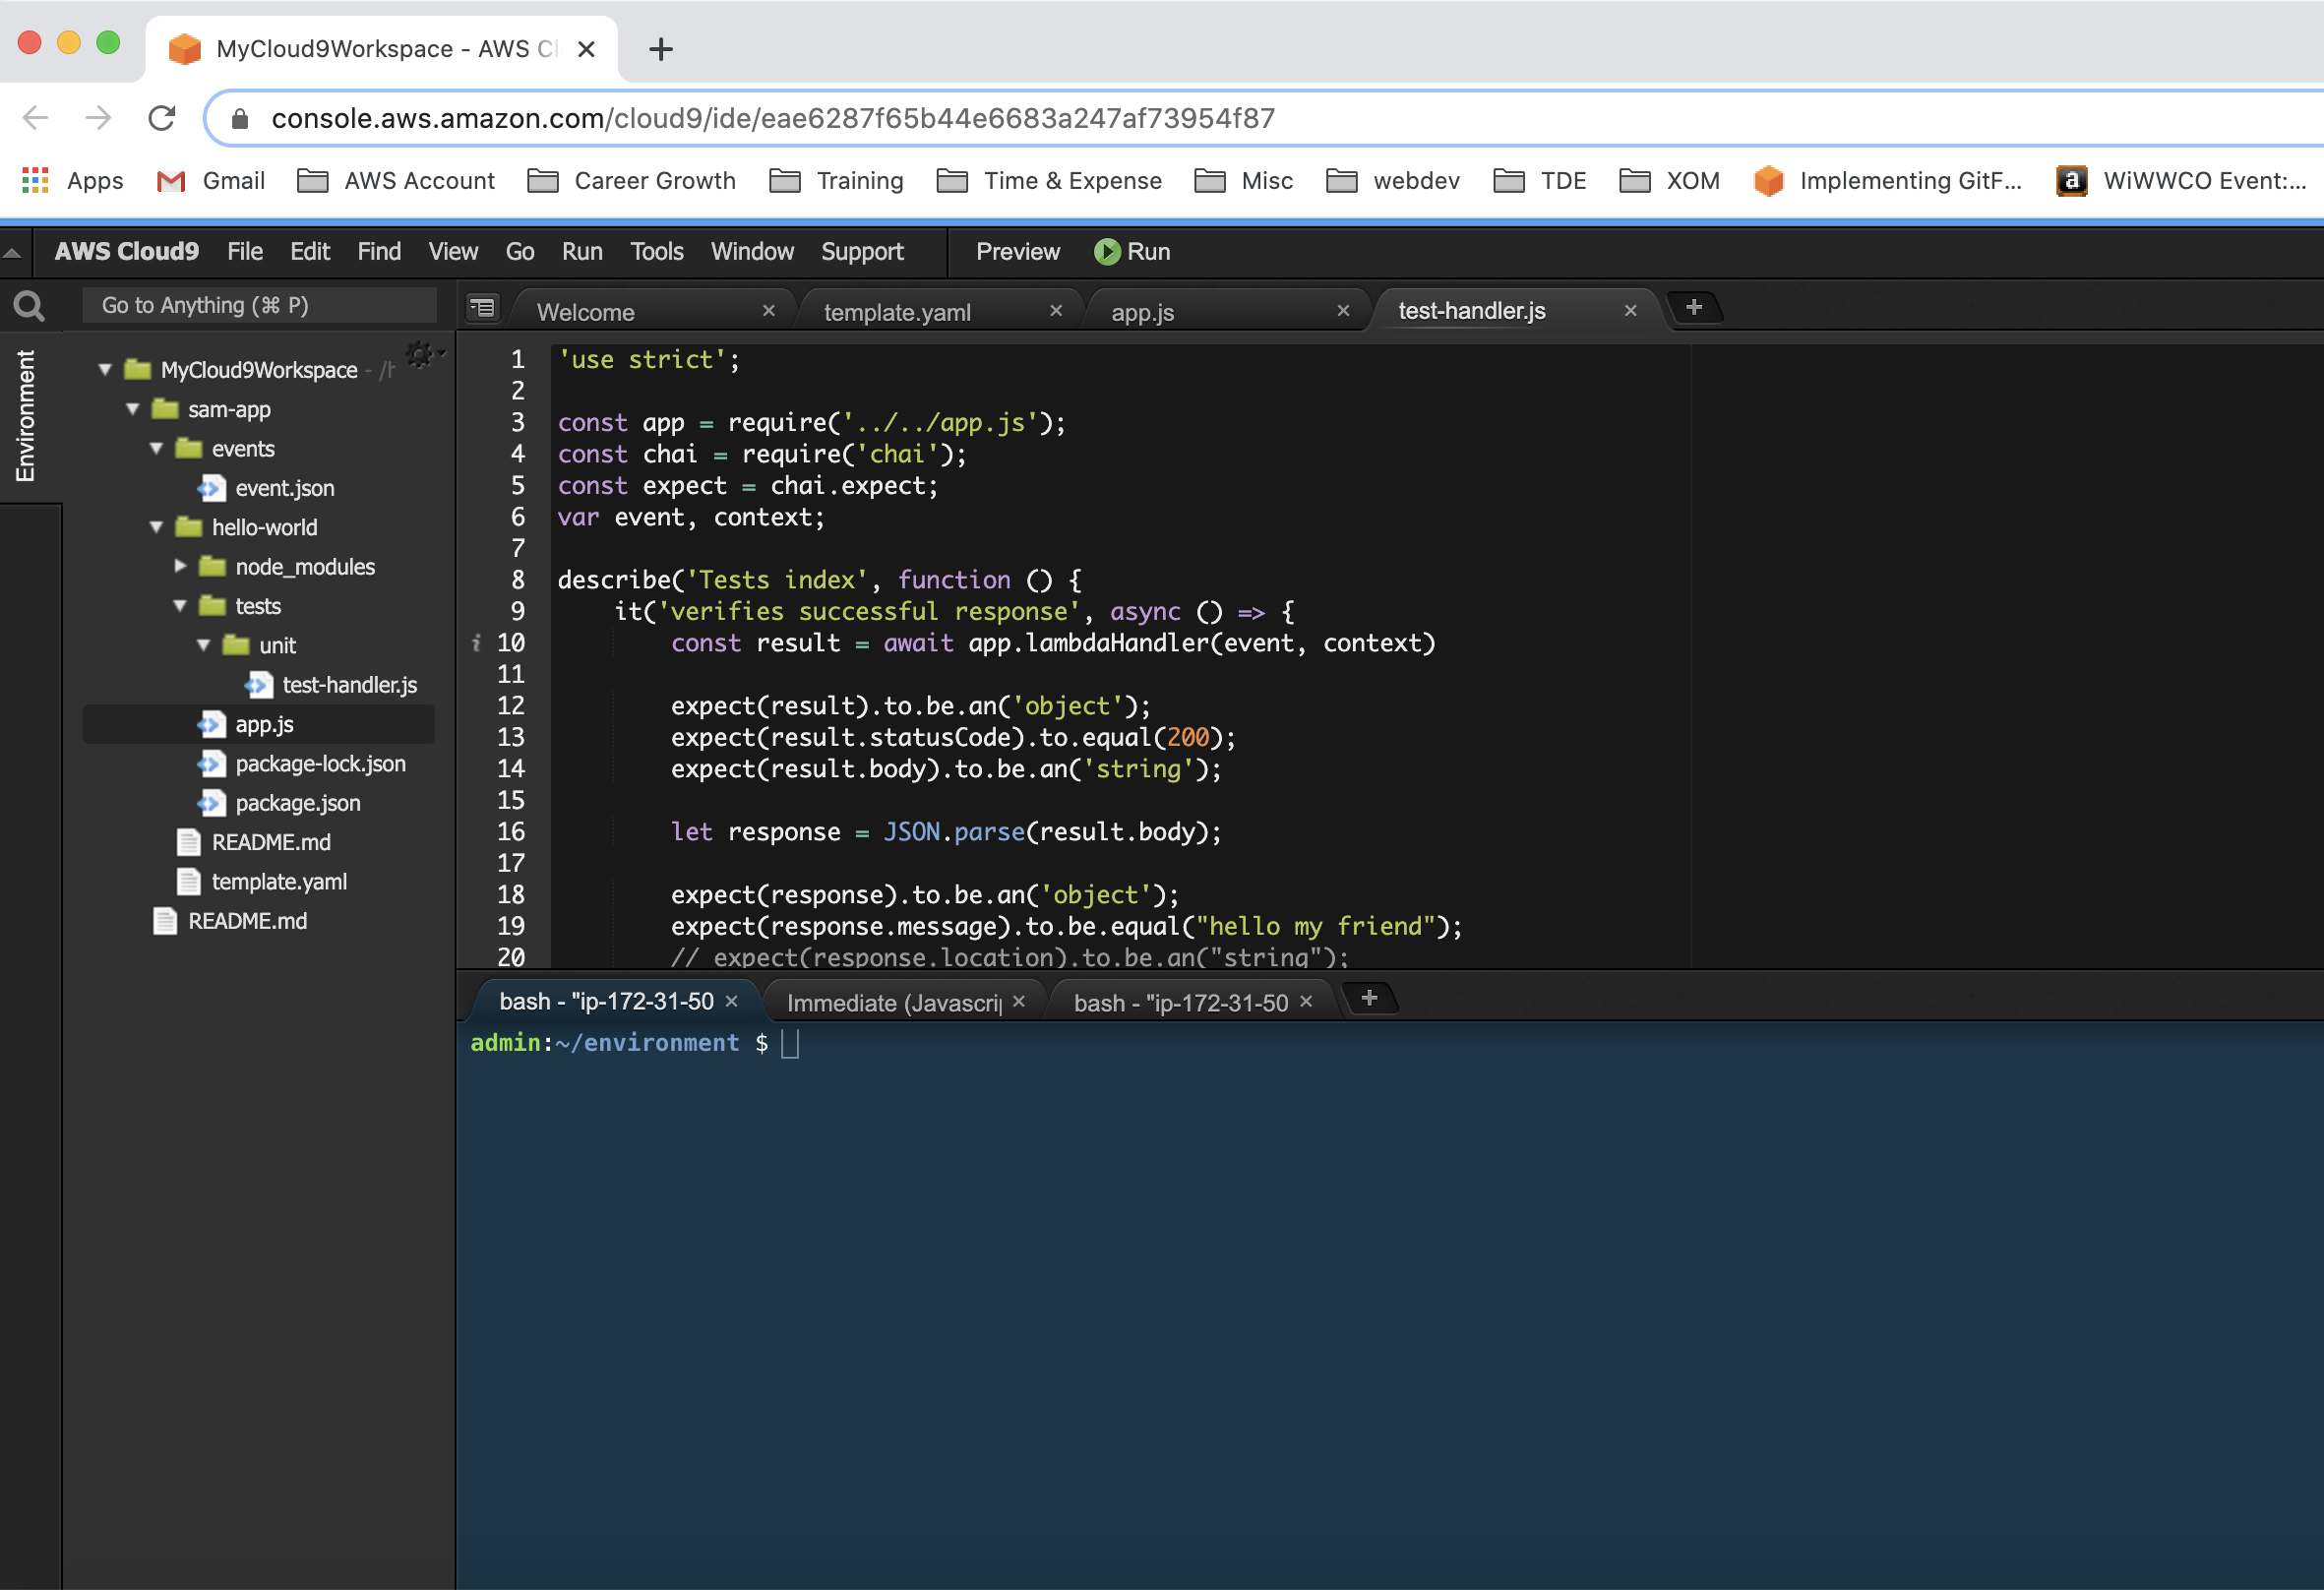 MyCloud9Workspace - AWS Cl
console.aws.amazon.com/cloud9/ide/eae6287f65b44e6683a247af73954f87
Apps Gmail AWS Account Career Growth Training Time & Expense Misc webdev TDE XOM Implementing GitF... WiWWCO Event:...
AWS Cloud9 File Edit Find View Go Run Tools Window Support Preview Run
Go to Anything (⌘ P)
Welcome template.yaml app.js test-handler.js
Environment
MyCloud9Workspace - /h
sam-app
events
event.json
hello-world
node_modules
tests
unit
test-handler.js
app.js
package-lock.json
package.json
README.md
template.yaml
README.md
1 'use strict';
2
3 const app = require('../../app.js');
4 const chai = require('chai');
5 const expect = chai.expect;
6 var event, context;
7
8 describe('Tests index', function () {
9 it('verifies successful response', async () => {
i 10 const result = await app.lambdaHandler(event, context)
11
12 expect(result).to.be.an('object');
13 expect(result.statusCode).to.equal(200);
14 expect(result.body).to.be.an('string');
15
16 let response = JSON.parse(result.body);
17
18 expect(response).to.be.an('object');
19 expect(response.message).to.be.equal("hello my friend");
20 // expect(response.location).to.be.an("string");
bash - "ip-172-31-50 Immediate (Javascrip bash - "ip-172-31-50
admin:~/environment $